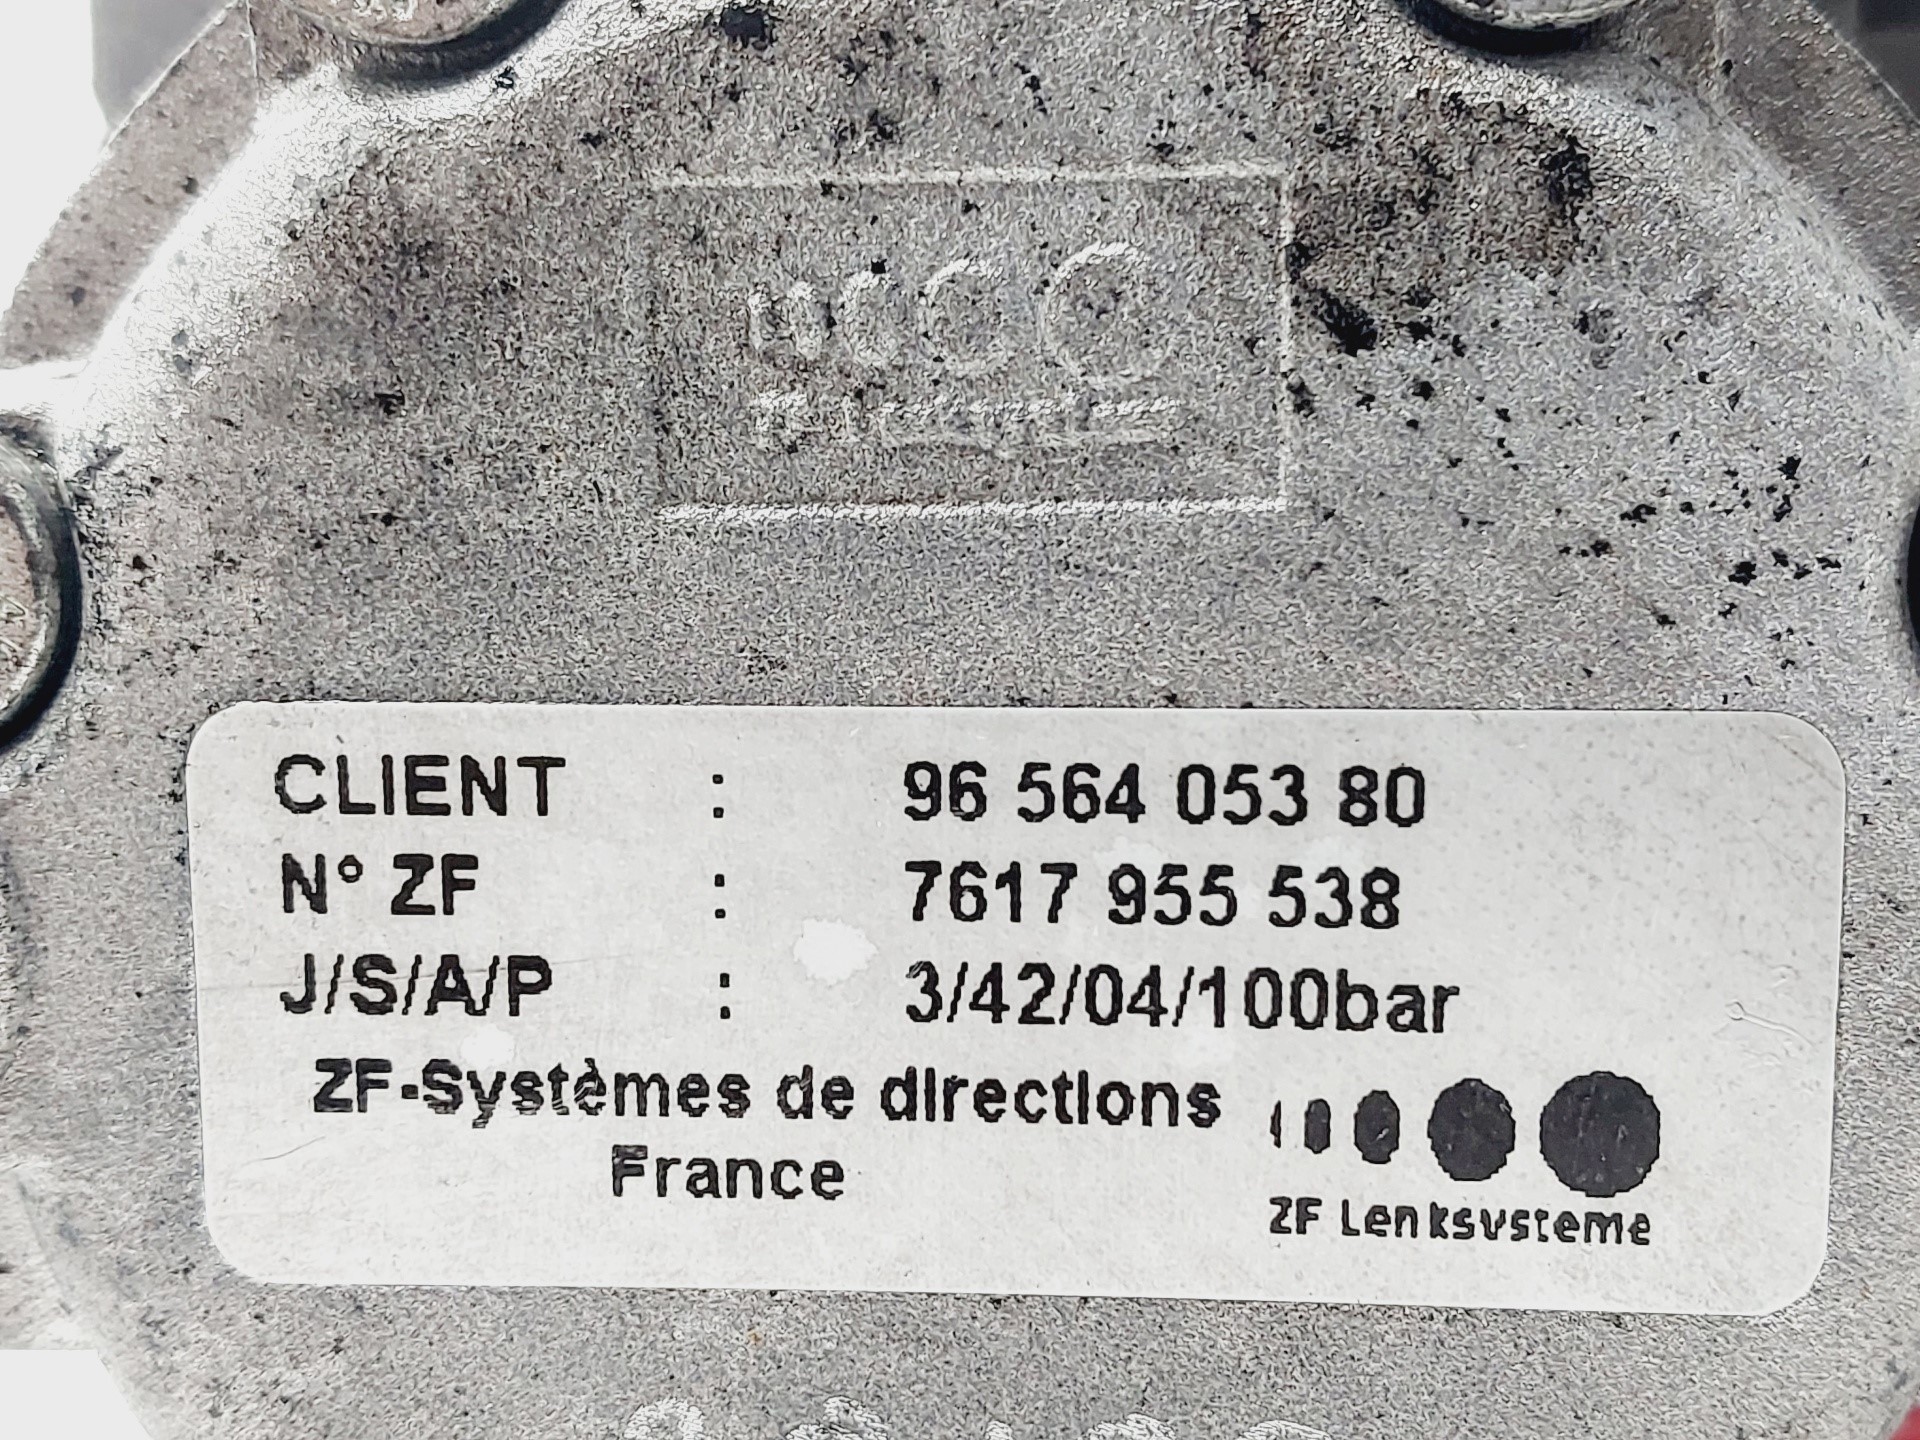 CLIENT : 96 564 053 80
N° ZF : 7617 955 538
J/S/A/P : 3/42/04/100bar
ZF-Systèmes de directions
France
ZF Lenksysteme